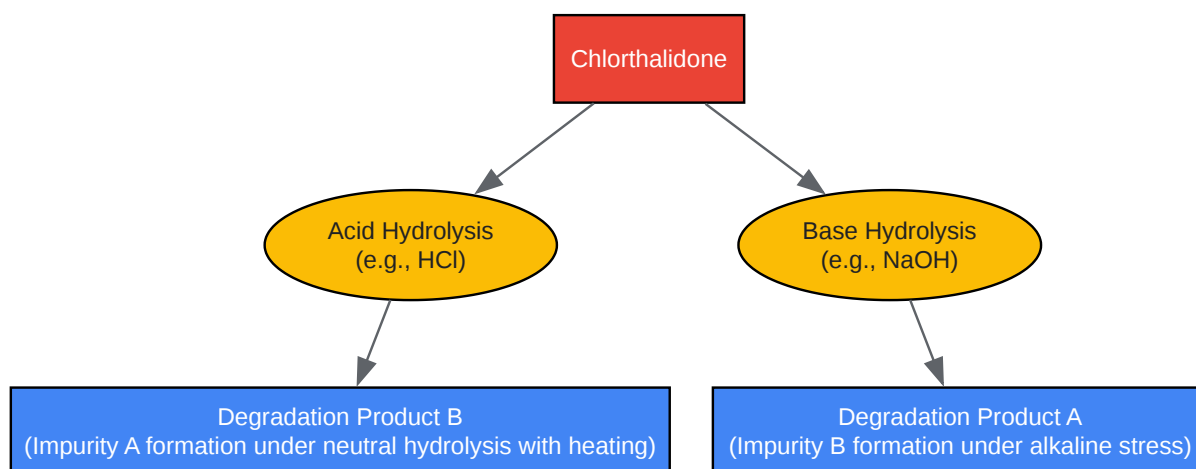 Chlorthalidone
Acid Hydrolysis
(e.g., HCl)
Base Hydrolysis
(e.g., NaOH)
Degradation Product B
(Impurity A formation under neutral hydrolysis with heating)
Degradation Product A
(Impurity B formation under alkaline stress)